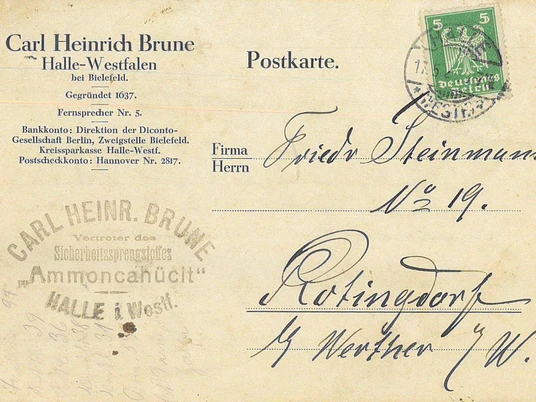 Carl Heinrich Brune
Halle-Westfalen
bei Bielefeld.
Gegründet 1637.
Fernsprecher Nr. 5.
Bankkonto: Direktion der Diconto-
Gesellschaft Berlin, Zweigstelle Bielefeld.
Kreissparkasse Halle-Westf.
Postscheckkonto: Hannover Nr. 2817.
Postkarte.
5 5
Deutsches
Reich
HALLE
(WESTF.)
Firma
Herrn
Friedr Steinmann
No 19.
Rotingdorf
b/ Werther i/W.
CARL HEINR. BRUNE
Vertreter des
Sicherheitssprengstoffes
„Ammoncahücit"
HALLE i Westf.